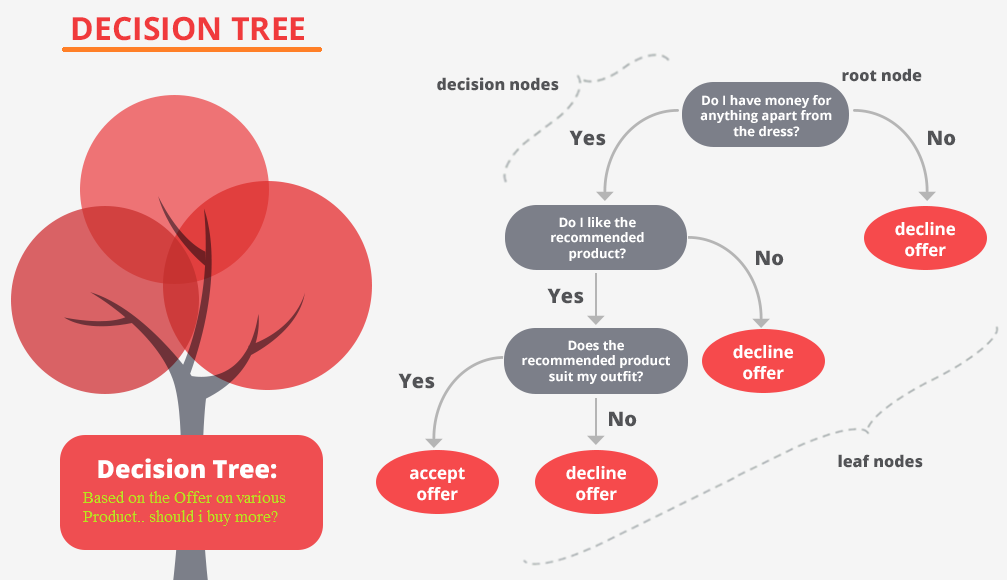 DECISION TREE
decision nodes
root node
Do I have money for
anything apart from
the dress?
Yes
No
Do I like the
recommended
product?
decline
offer
No
Yes
Does the
recommended product
suit my outfit?
decline
offer
Yes
No
accept
offer
decline
offer
leaf nodes
Decision Tree:
Based on the Offer on various
Product.. should i buy more?